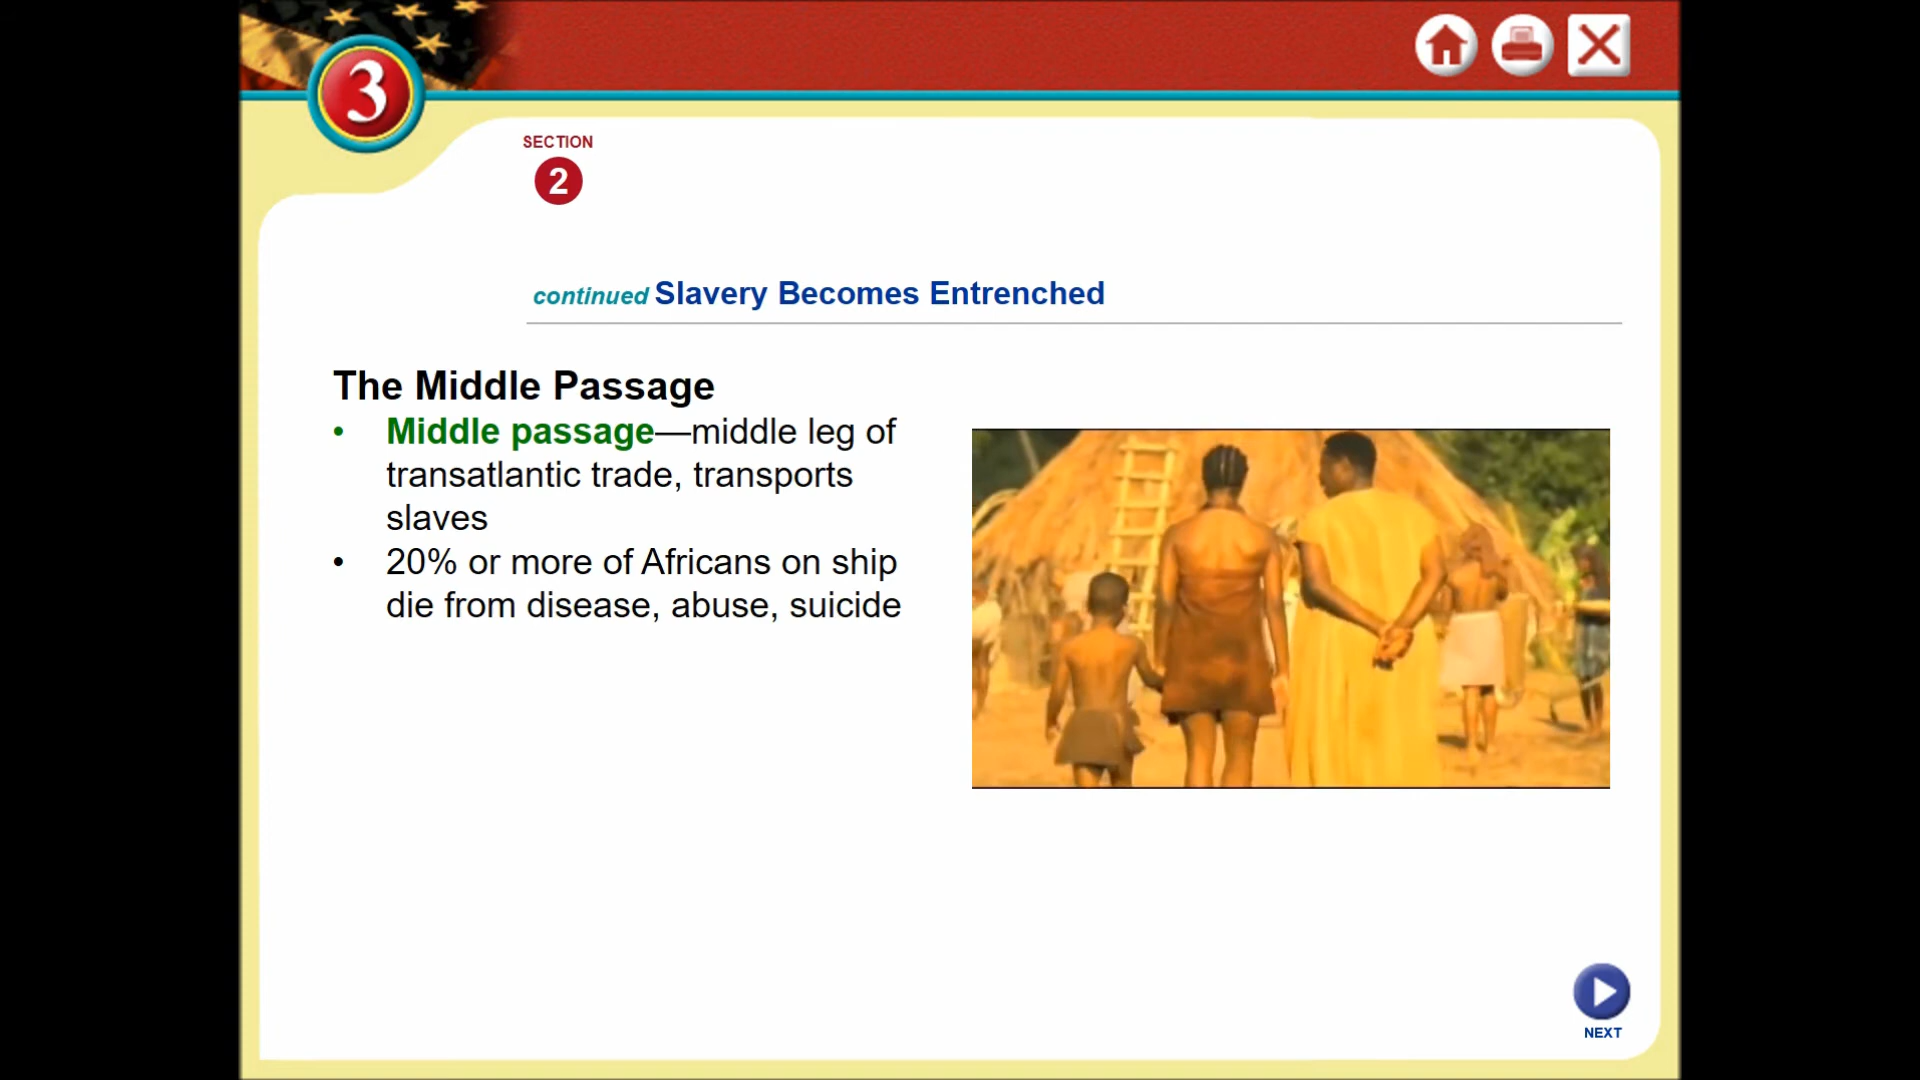 3
SECTION
2
continued Slavery Becomes Entrenched
The Middle Passage
• Middle passage—middle leg of
transatlantic trade, transports
slaves
• 20% or more of Africans on ship
die from disease, abuse, suicide
NEXT